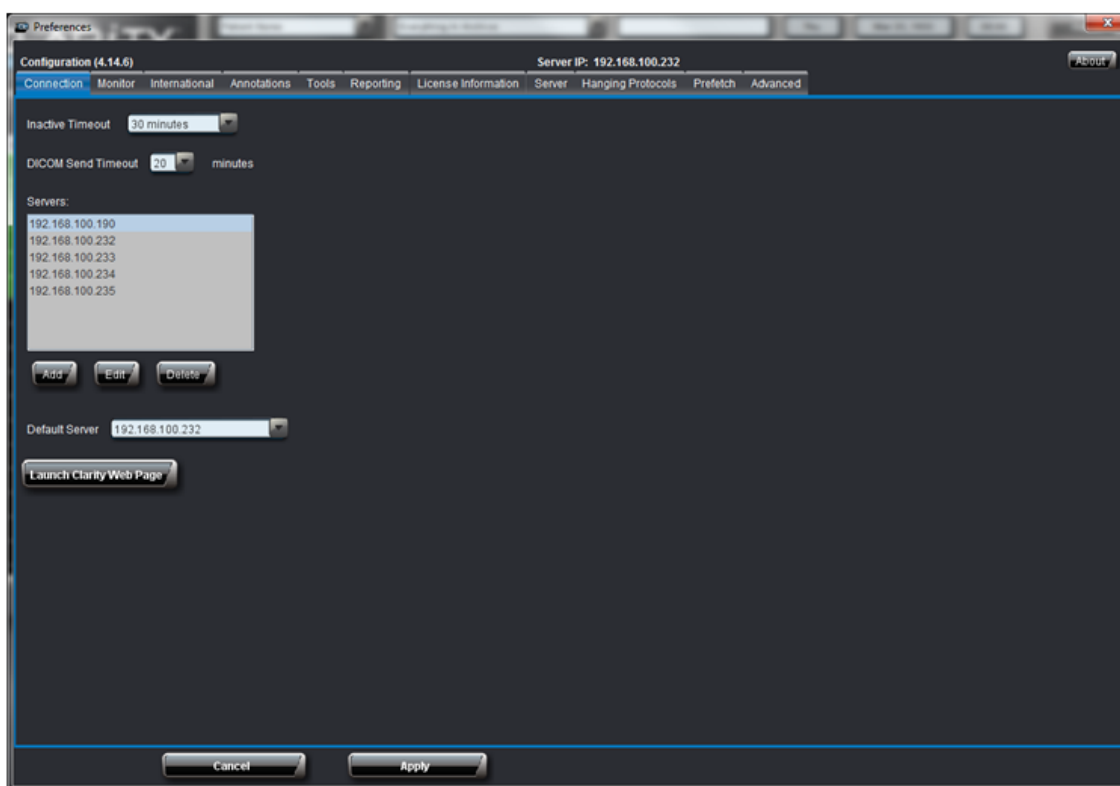 Preferences
Configuration (4.14.6) Server IP: 192.168.100.232 About
Connection Monitor International Annotations Tools Reporting License Information Server Hanging Protocols Prefetch Advanced
Inactive Timeout 30 minutes
DICOM Send Timeout 20 minutes
Servers:
192.168.100.190
192.168.100.232
192.168.100.233
192.168.100.234
192.168.100.235
Add Edit Delete
Default Server 192.168.100.232
Launch Clarity Web Page
Cancel Apply